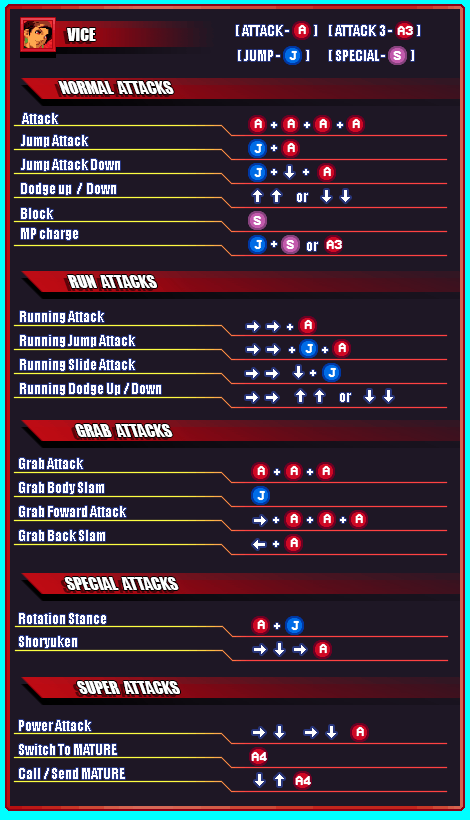 VICE [ ATTACK - A ] [ ATTACK 3 - A3 ]
[ JUMP - J ] [ SPECIAL - S ]
NORMAL ATTACKS
Attack A + A + A + A
Jump Attack J + A
Jump Attack Down J + ↓ + A
Dodge up / Down ↑ ↑ or ↓ ↓
Block S
MP charge J + S or A3
RUN ATTACKS
Running Attack → → + A
Running Jump Attack → → + J + A
Running Slide Attack → → ↓ + J
Running Dodge Up / Down → → ↑ ↑ or ↓ ↓
GRAB ATTACKS
Grab Attack A + A + A
Grab Body Slam J
Grab Foward Attack → + A + A + A
Grab Back Slam ← + A
SPECIAL ATTACKS
Rotation Stance A + J
Shoryuken → ↓ → A
SUPER ATTACKS
Power Attack → ↓ → ↓ A
Switch To MATURE A4
Call / Send MATURE ↓ ↑ A4